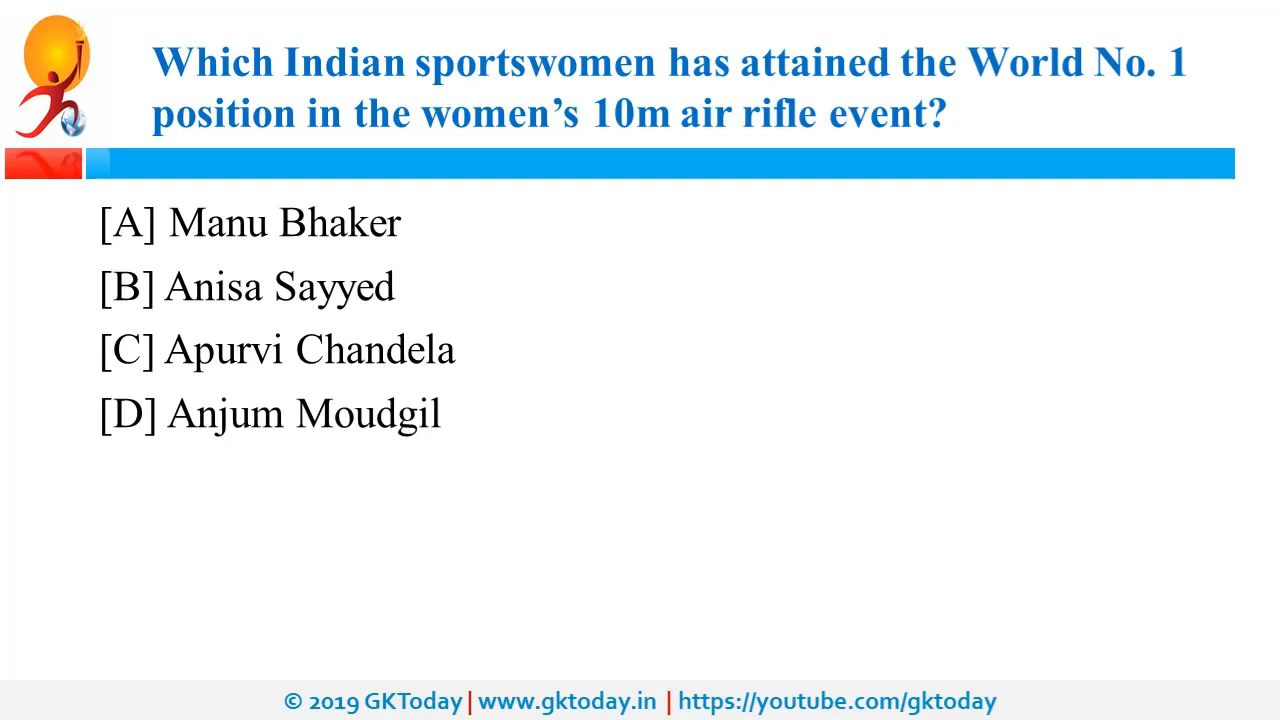 Which Indian sportswomen has attained the World No. 1
position in the women’s 10m air rifle event?
[A] Manu Bhaker
[B] Anisa Sayyed
[C] Apurvi Chandela
[D] Anjum Moudgil
© 2019 GKToday | www.gktoday.in | https://youtube.com/gktoday